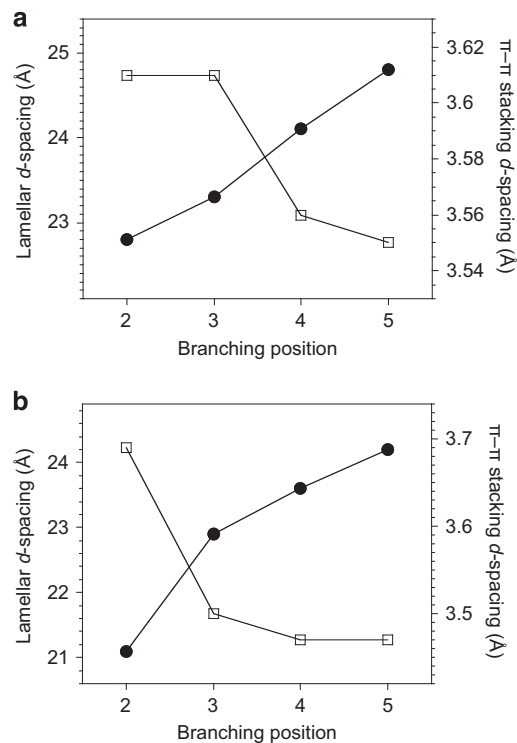 a
Lamellar d-spacing (Å)
25
24
23
3.62
3.6
3.58
3.56
3.54
π–π stacking d-spacing (Å)
2 3 4 5
Branching position
b
Lamellar d-spacing (Å)
24
23
22
21
3.7
3.6
3.5
π–π stacking d-spacing (Å)
2 3 4 5
Branching position